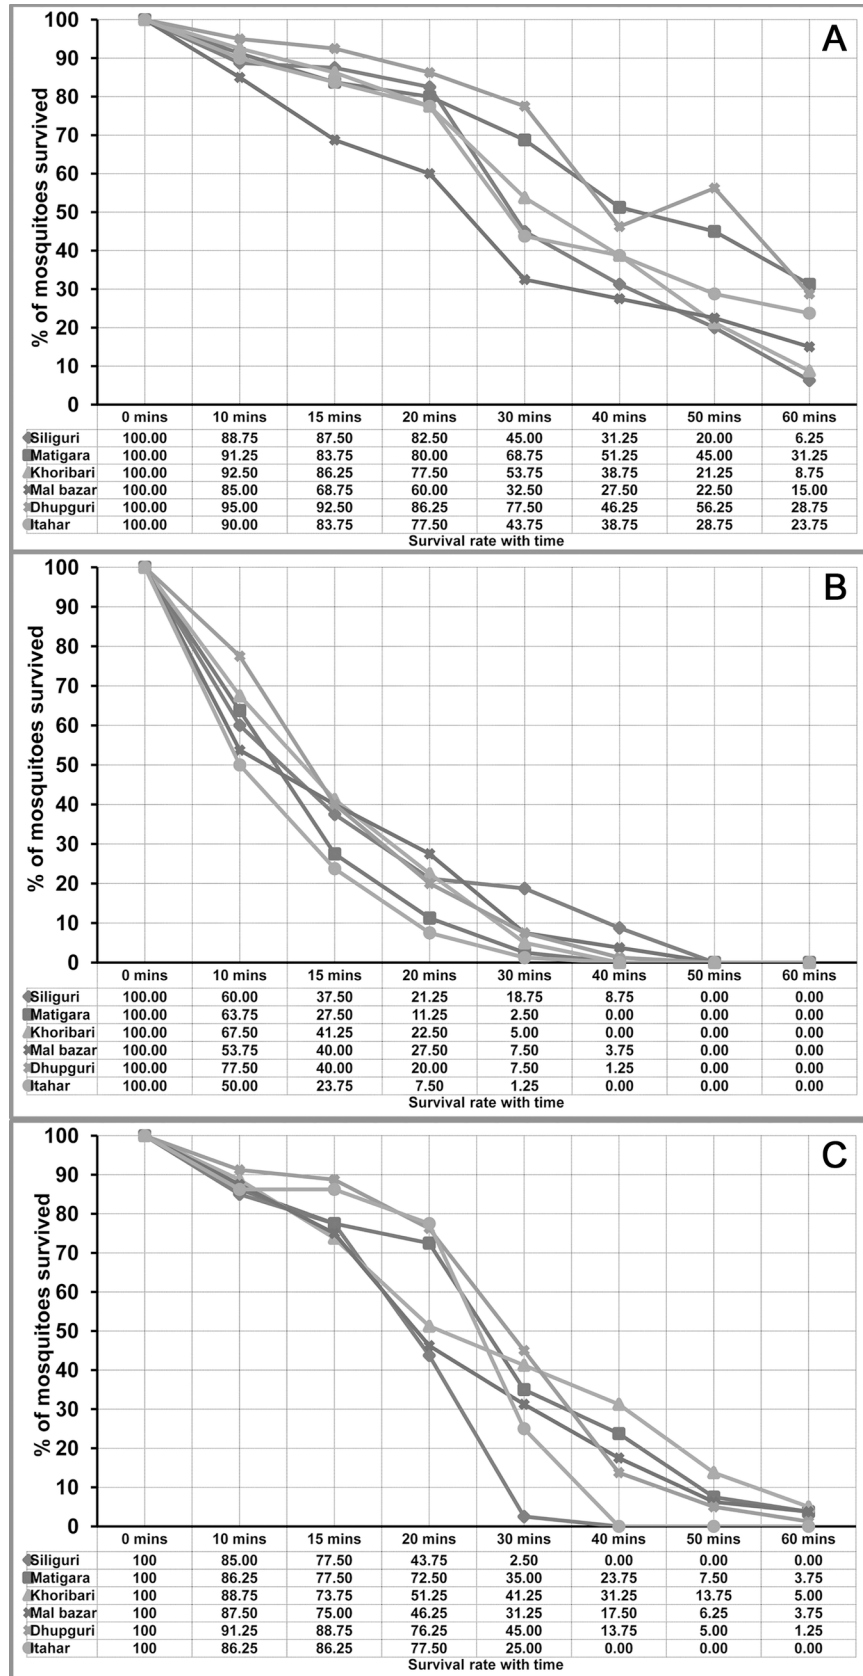 A
% of mosquitoes survived
100
90
80
70
60
50
40
30
20
10
0
0 mins 10 mins 15 mins 20 mins 30 mins 40 mins 50 mins 60 mins
Siliguri 100.00 88.75 87.50 82.50 45.00 31.25 20.00 6.25
Matigara 100.00 91.25 83.75 80.00 68.75 51.25 45.00 31.25
Khoribari 100.00 92.50 86.25 77.50 53.75 38.75 21.25 8.75
Mal bazar 100.00 85.00 68.75 60.00 32.50 27.50 22.50 15.00
Dhupguri 100.00 95.00 92.50 86.25 77.50 46.25 56.25 28.75
Itahar 100.00 90.00 83.75 77.50 43.75 38.75 28.75 23.75
Survival rate with time
B
% of mosquitoes survived
100
90
80
70
60
50
40
30
20
10
0
0 mins 10 mins 15 mins 20 mins 30 mins 40 mins 50 mins 60 mins
Siliguri 100.00 60.00 37.50 21.25 18.75 8.75 0.00 0.00
Matigara 100.00 63.75 27.50 11.25 2.50 0.00 0.00 0.00
Khoribari 100.00 67.50 41.25 22.50 5.00 0.00 0.00 0.00
Mal bazar 100.00 53.75 40.00 27.50 7.50 3.75 0.00 0.00
Dhupguri 100.00 77.50 40.00 20.00 7.50 1.25 0.00 0.00
Itahar 100.00 50.00 23.75 7.50 1.25 0.00 0.00 0.00
Survival rate with time
C
% of mosquitoes survived
100
90
80
70
60
50
40
30
20
10
0
0 mins 10 mins 15 mins 20 mins 30 mins 40 mins 50 mins 60 mins
Siliguri 100 85.00 77.50 43.75 2.50 0.00 0.00 0.00
Matigara 100 86.25 77.50 72.50 35.00 23.75 7.50 3.75
Khoribari 100 88.75 73.75 51.25 41.25 31.25 13.75 5.00
Mal bazar 100 87.50 75.00 46.25 31.25 17.50 6.25 3.75
Dhupguri 100 91.25 88.75 76.25 45.00 13.75 5.00 1.25
Itahar 100 86.25 86.25 77.50 25.00 0.00 0.00 0.00
Survival rate with time